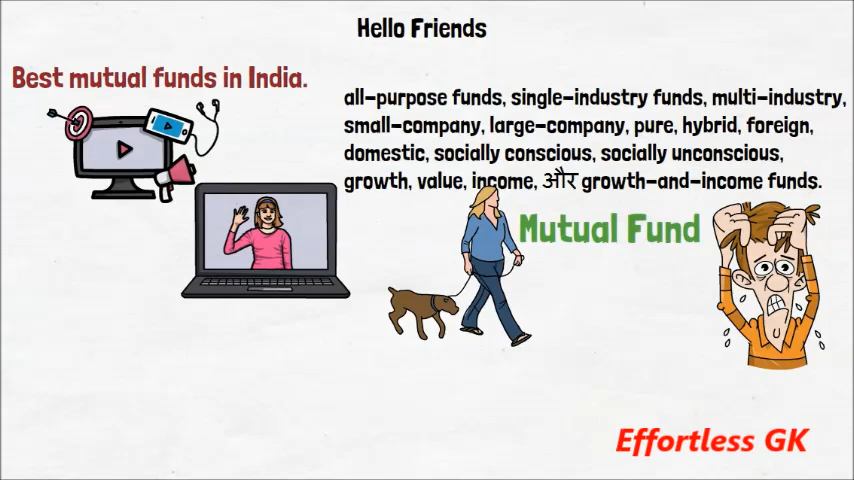 Hello Friends
Best mutual funds in India.
all-purpose funds, single-industry funds, multi-industry,
small-company, large-company, pure, hybrid, foreign,
domestic, socially conscious, socially unconscious,
growth, value, income, और growth-and-income funds.
Mutual Fund
Effortless GK